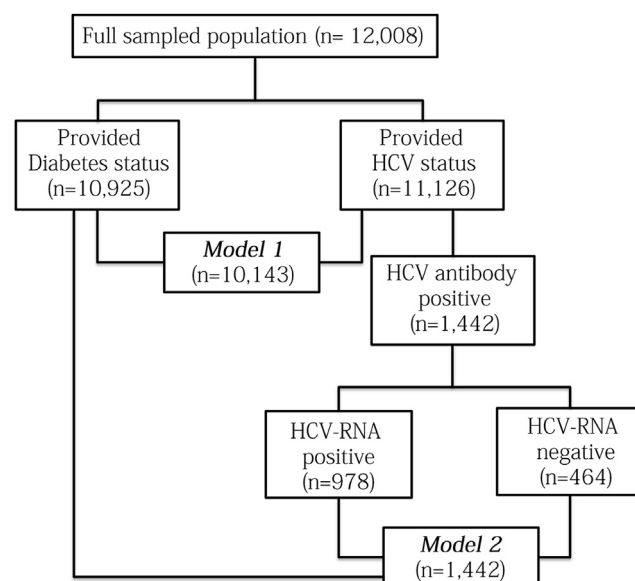 Full sampled population (n= 12,008)
Provided
Diabetes status
(n=10,925)
Provided
HCV status
(n=11,126)
Model 1
(n=10,143)
HCV antibody
positive
(n=1,442)
HCV-RNA
positive
(n=978)
HCV-RNA
negative
(n=464)
Model 2
(n=1,442)